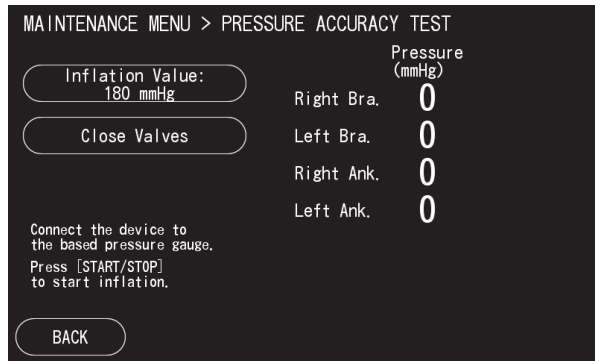 MAINTENANCE MENU > PRESSURE ACCURACY TEST
Pressure
(mmHg)
Inflation Value:
180 mmHg
Right Bra. 0
Close Valves
Left Bra. 0
Right Ank. 0
Left Ank. 0
Connect the device to
the based pressure gauge.
Press [START/STOP]
to start inflation.
BACK